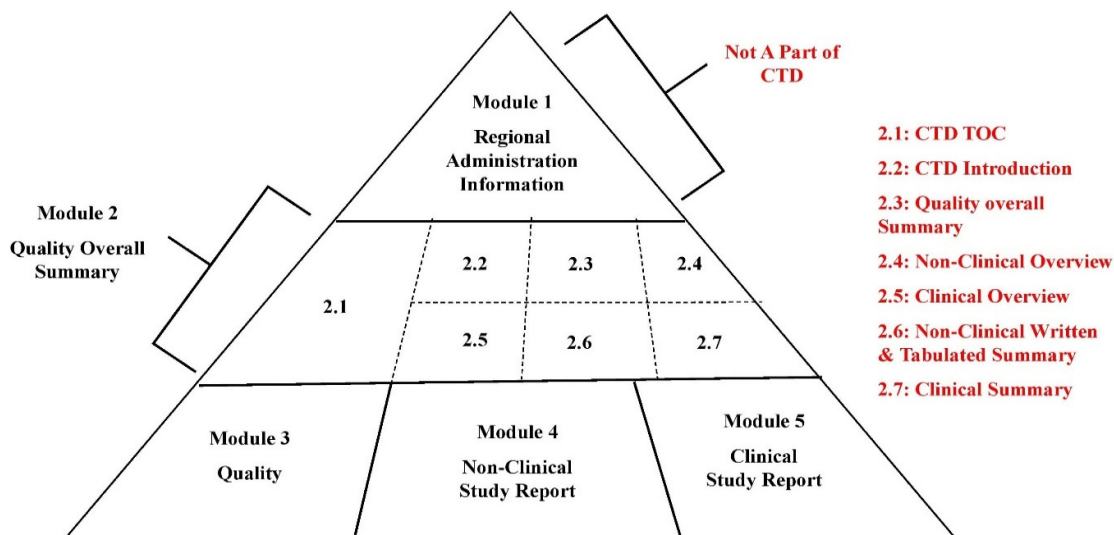 Module 1
Regional
Administration
Information
Not A Part of
CTD
Module 2
Quality Overall
Summary
2.1
2.2
2.3
2.4
2.5
2.6
2.7
2.1: CTD TOC
2.2: CTD Introduction
2.3: Quality overall
Summary
2.4: Non-Clinical Overview
2.5: Clinical Overview
2.6: Non-Clinical Written
& Tabulated Summary
2.7: Clinical Summary
Module 3
Quality
Module 4
Non-Clinical
Study Report
Module 5
Clinical
Study Report